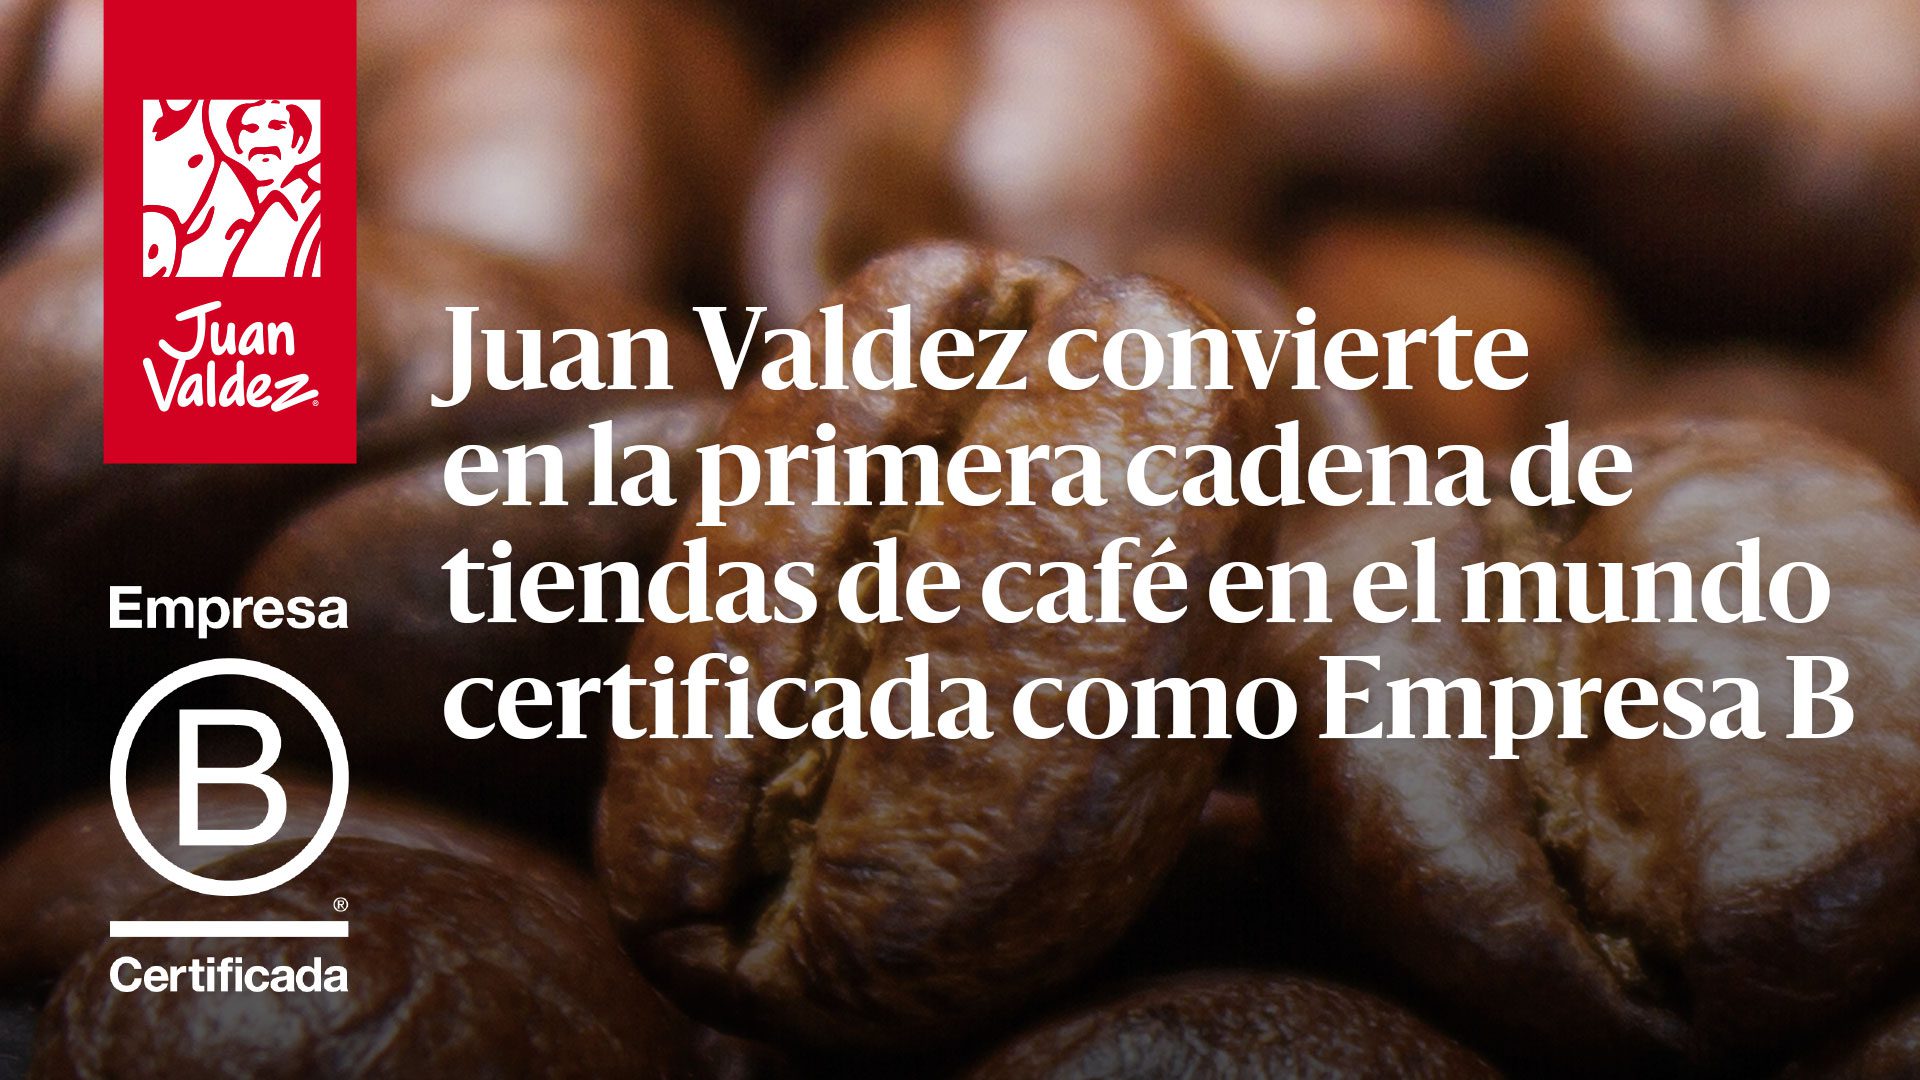 Juan
Valdez®
Juan Valdez convierte
en la primera cadena de
tiendas de café en el mundo
certificada como Empresa B
Empresa
B
®
Certificada